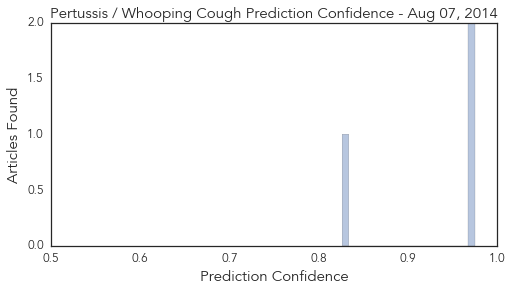 Pertussis / Whooping Cough Prediction Confidence - Aug 07, 2014
2.0
1.5
1.0
0.5
0.0
Articles Found
0.5 0.6 0.7 0.8 0.9 1.0
Prediction Confidence